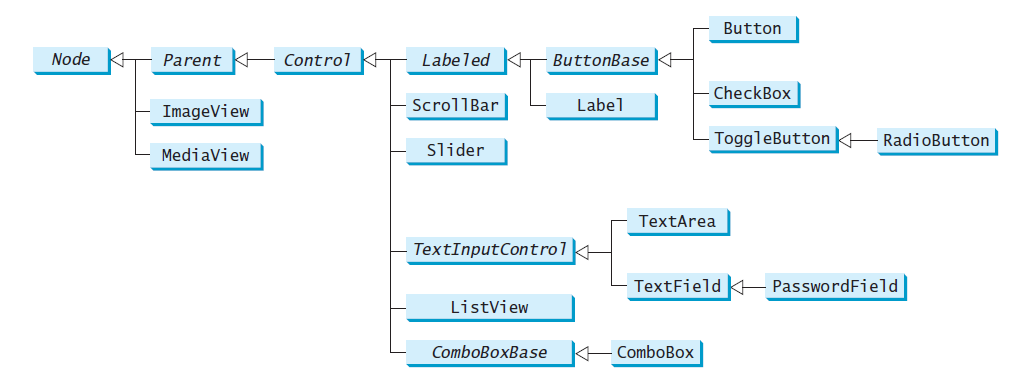 Button
Node
Parent
Control
Labeled
ButtonBase
ImageView
ScrollBar
Label
CheckBox
MediaView
Slider
ToggleButton
RadioButton
TextArea
TextInputControl
TextField
PasswordField
ListView
ComboBoxBase
ComboBox